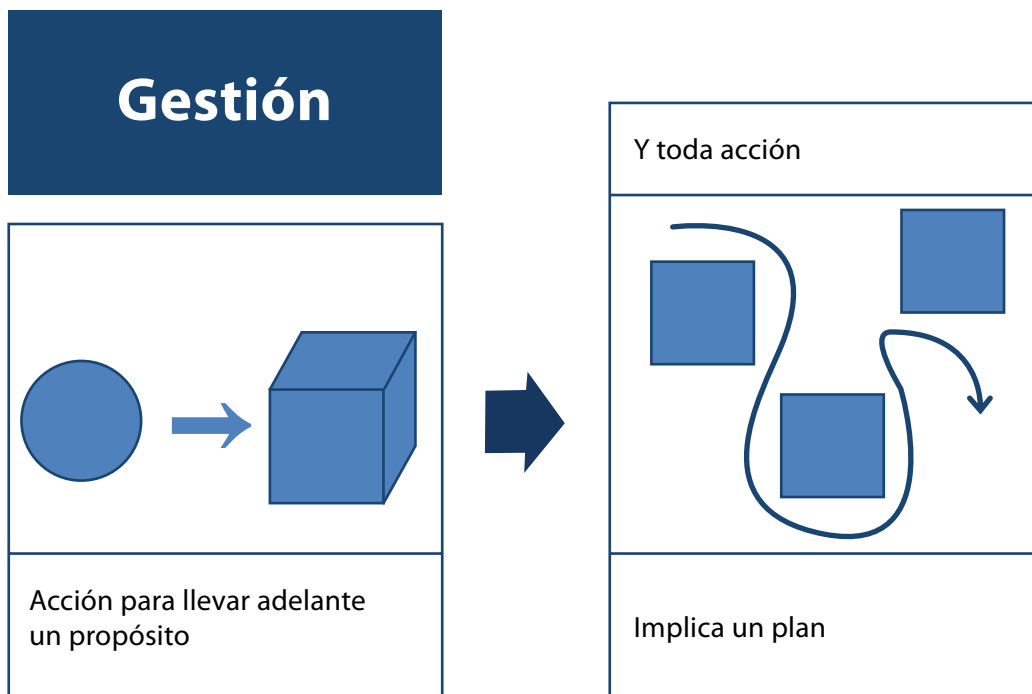 Gestión
Acción para llevar adelante
un propósito
Y toda acción
Implica un plan